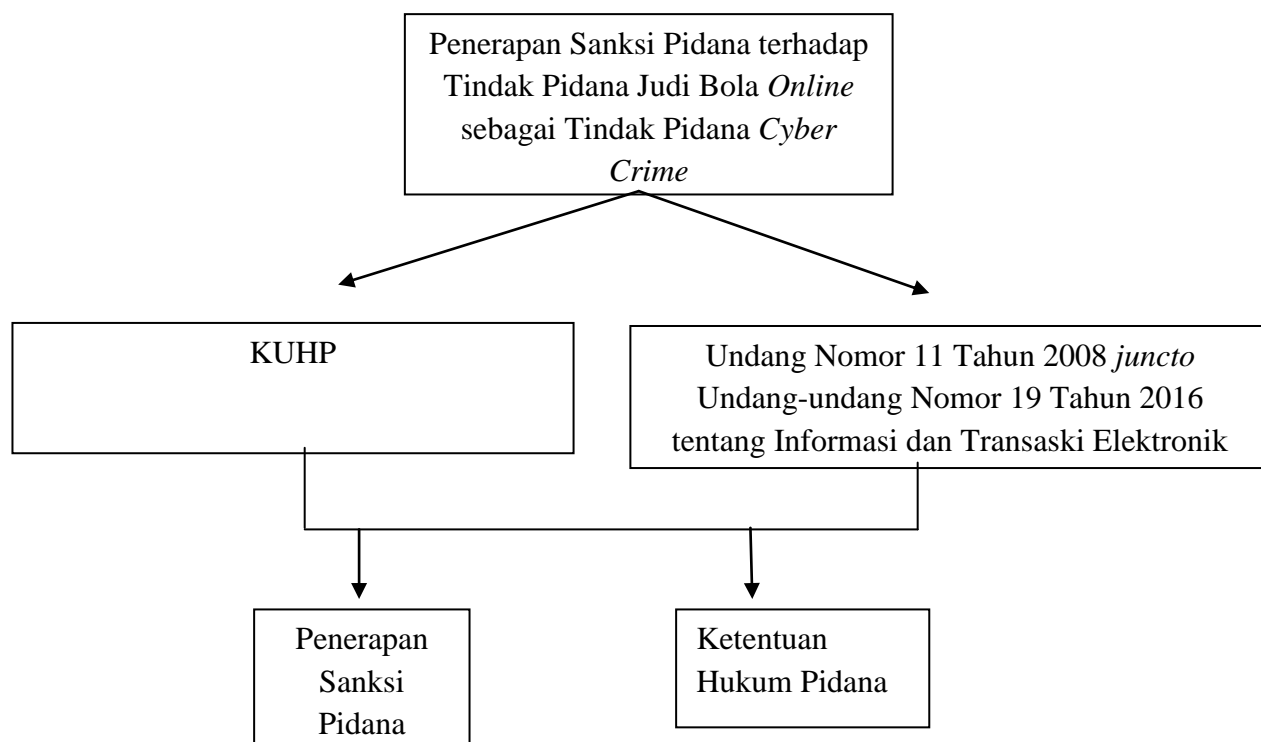 Penerapan Sanksi Pidana terhadap
Tindak Pidana Judi Bola Online
sebagai Tindak Pidana Cyber
Crime
KUHP
Undang Nomor 11 Tahun 2008 juncto
Undang-undang Nomor 19 Tahun 2016
tentang Informasi dan Transaski Elektronik
Penerapan
Sanksi
Pidana
Ketentuan
Hukum Pidana